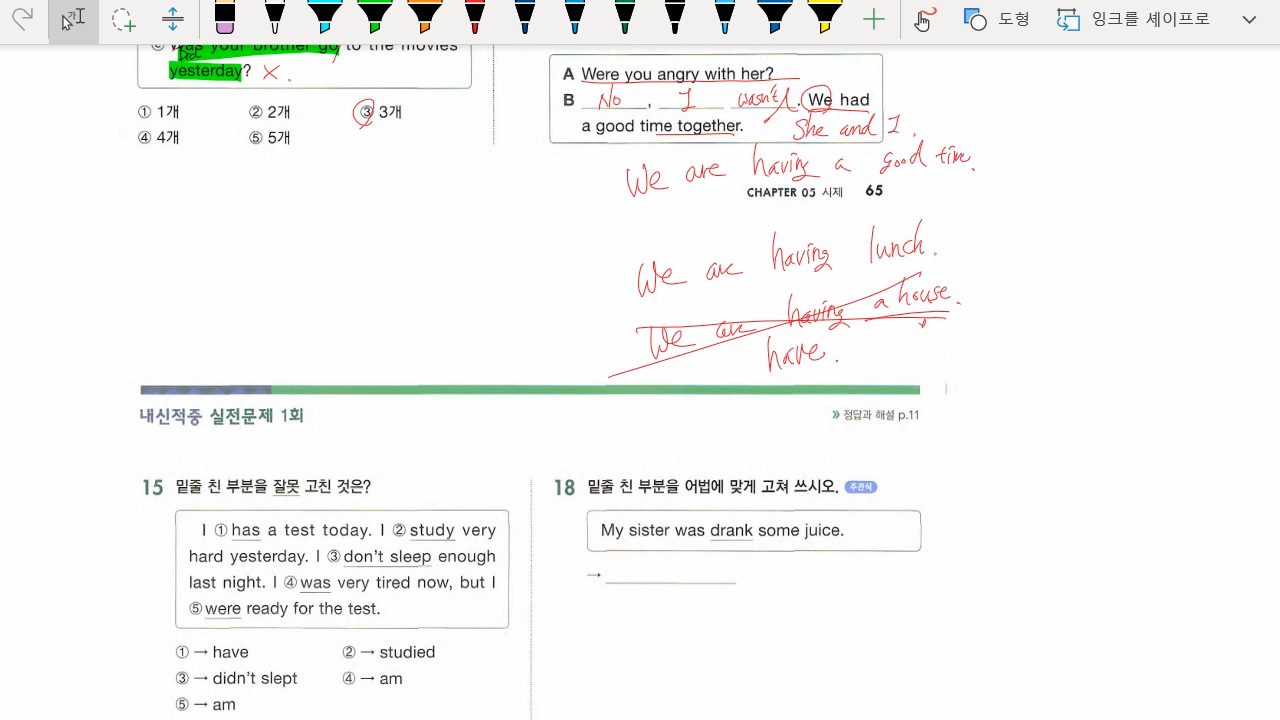 도형
잉크를 셰이프로
Was your brother go to the movies
yesterday? ×.
① 1개 ② 2개 ③ 3개
④ 4개 ⑤ 5개
A Were you angry with her?
B No, I wasn't. We had
a good time together.
She and I.
We are having a good time.
CHAPTER 05 시제 65
We are having lunch.
We are having a house.
have.
내신적중 실전문제 1회
» 정답과 해설 p.11
15 밑줄 친 부분을 잘못 고친 것은?
I ① has a test today. I ② study very
hard yesterday. I ③ don't sleep enough
last night. I ④ was very tired now, but I
⑤ were ready for the test.
① → have ② → studied
③ → didn't slept ④ → am
⑤ → am
18 밑줄 친 부분을 어법에 맞게 고쳐 쓰시오. 주관식
My sister was drank some juice.
→